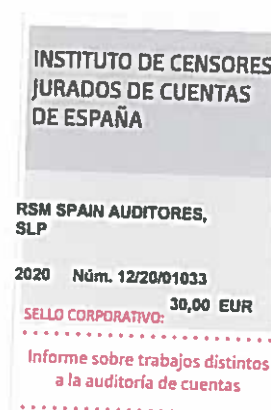 INSTITUTO DE CENSORES
JURADOS DE CUENTAS
DE ESPAÑA
RSM SPAIN AUDITORES,
SLP
2020 Núm. 12/20/01033
30,00 EUR
SELLO CORPORATIVO:
Informe sobre trabajos distintos
a la auditoría de cuentas